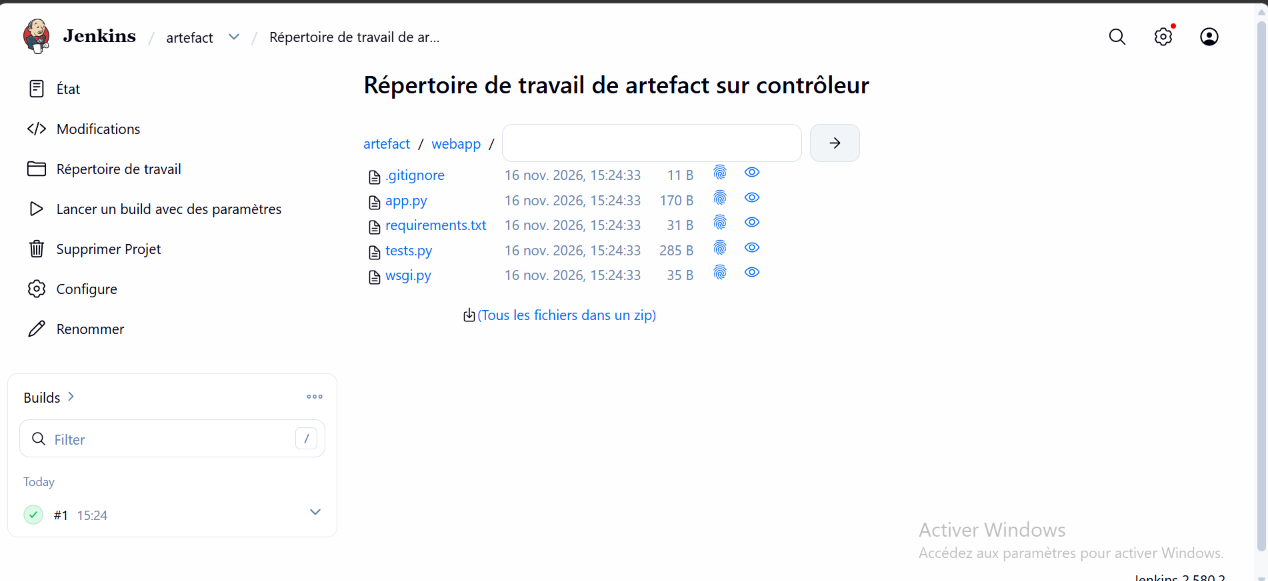 Jenkins / artefact / Répertoire de travail de ar...
État
Modifications
Répertoire de travail
Lancer un build avec des paramètres
Supprimer Projet
Configure
Renommer
Builds
Filter /
Today
#1 15:24
Répertoire de travail de artefact sur contrôleur
artefact / webapp /
.gitignore 16 nov. 2026, 15:24:33 11 B
app.py 16 nov. 2026, 15:24:33 170 B
requirements.txt 16 nov. 2026, 15:24:33 31 B
tests.py 16 nov. 2026, 15:24:33 285 B
wsgi.py 16 nov. 2026, 15:24:33 35 B
(Tous les fichiers dans un zip)
Activer Windows
Accédez aux paramètres pour activer Windows.
Jenkins 2.580.2